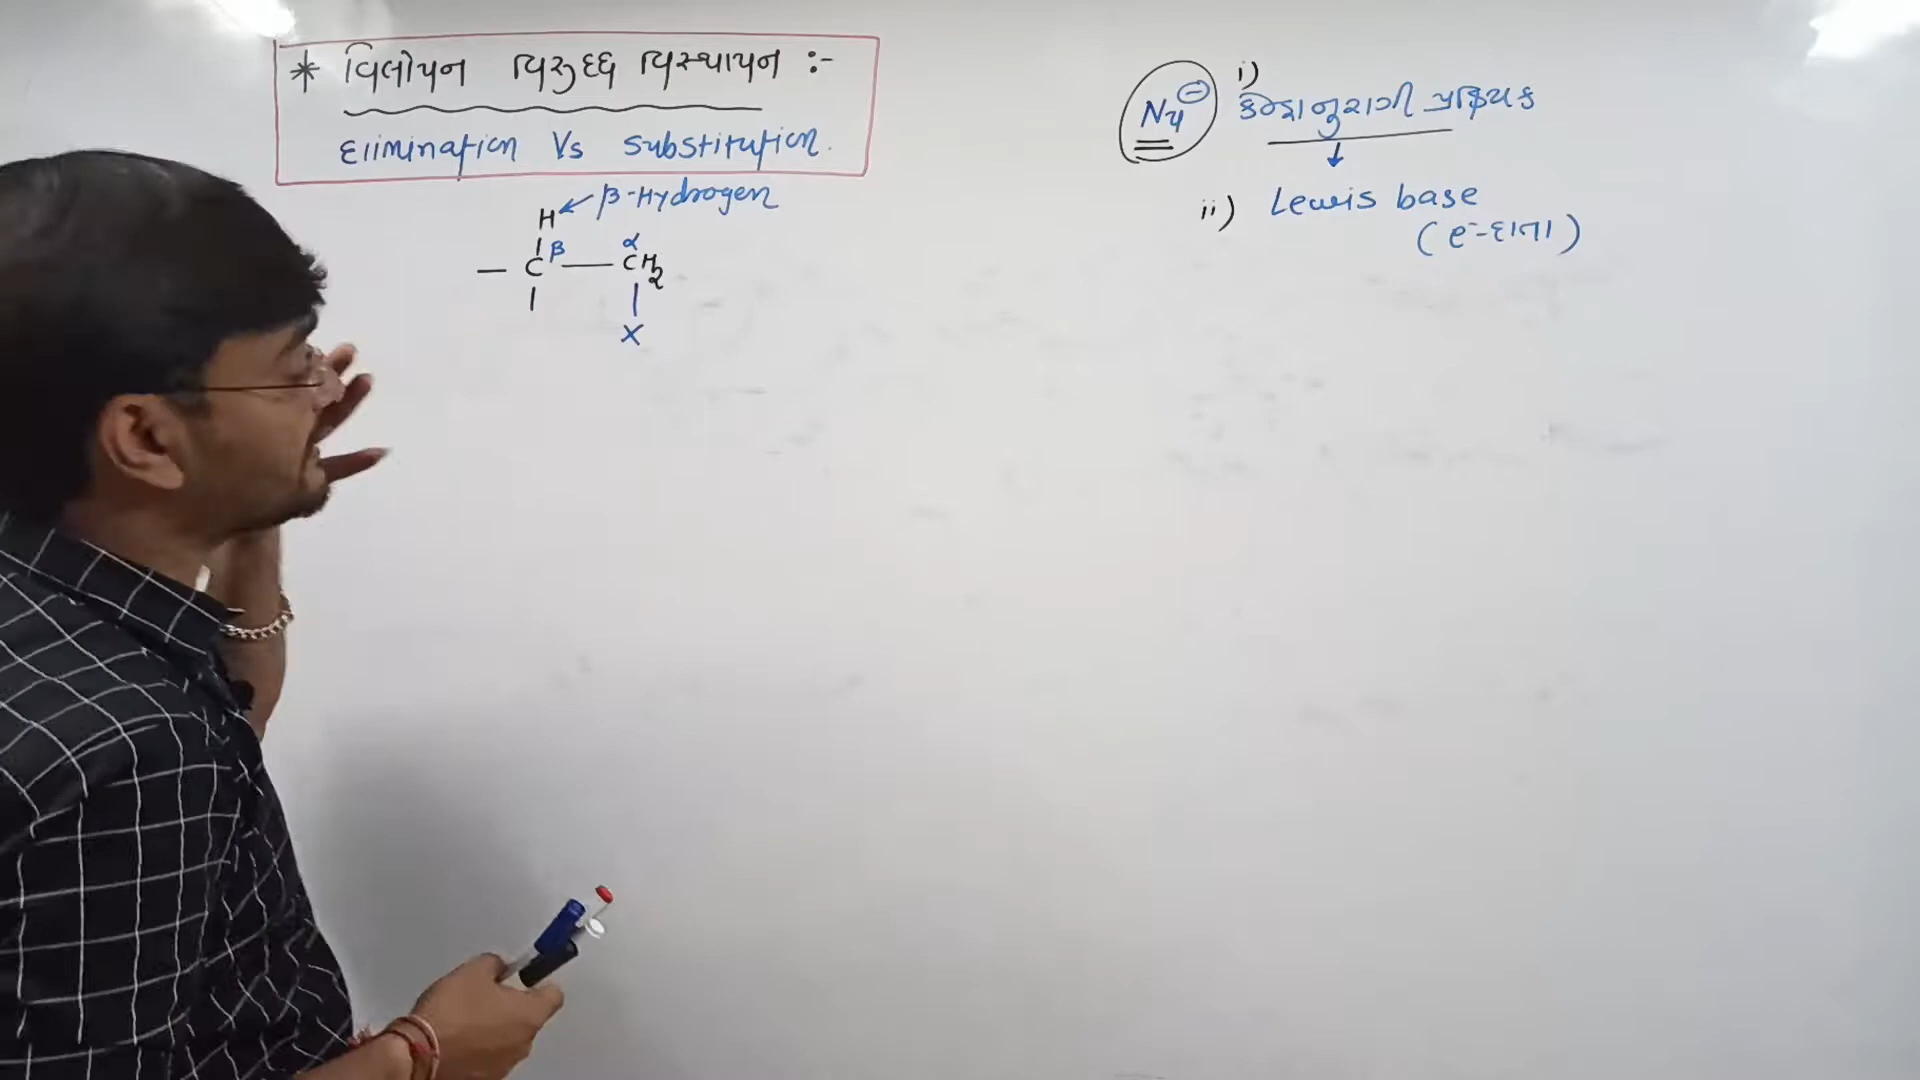 * વિલોપન વિરુદ્ધ વિસ્થાપન :-
Elimination Vs Substitution.
H ← β-Hydrogen
— C β — α CH2
X
Nu⊖ i) કેન્દ્રાનુરાગી પ્રક્રિયક
↓
ii) Lewis base
(e⁻-દાતા)